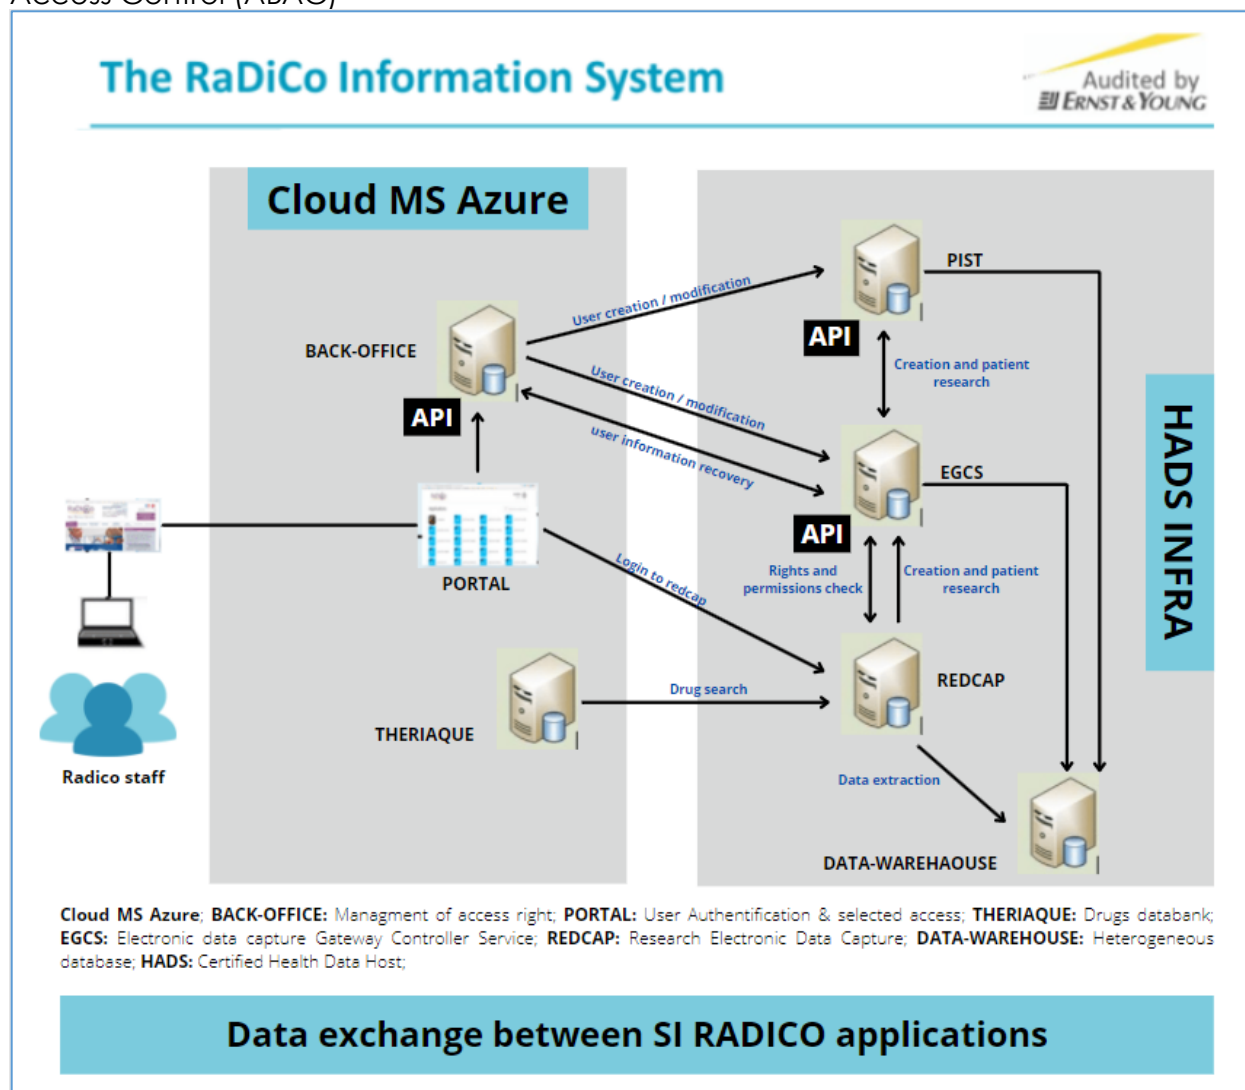 Access Control (ABAC)
The RaDiCo Information System
Audited by
ERNST & YOUNG
Cloud MS Azure
PIST
User creation / modification
BACK-OFFICE
API
API
Creation and patient
research
User creation / modification
user information recovery
HADS INFRA
EGCS
API
PORTAL
Login to redcap
Rights and
permissions check
Creation and patient
research
REDCAP
Drug search
THERIAQUE
Radico staff
Data extraction
DATA-WAREHAOUSE
Cloud MS Azure; BACK-OFFICE: Managment of access right; PORTAL: User Authentification & selected access; THERIAQUE: Drugs databank;
EGCS: Electronic data capture Gateway Controller Service; REDCAP: Research Electronic Data Capture; DATA-WAREHOUSE: Heterogeneous
database; HADS: Certified Health Data Host;
Data exchange between SI RADICO applications